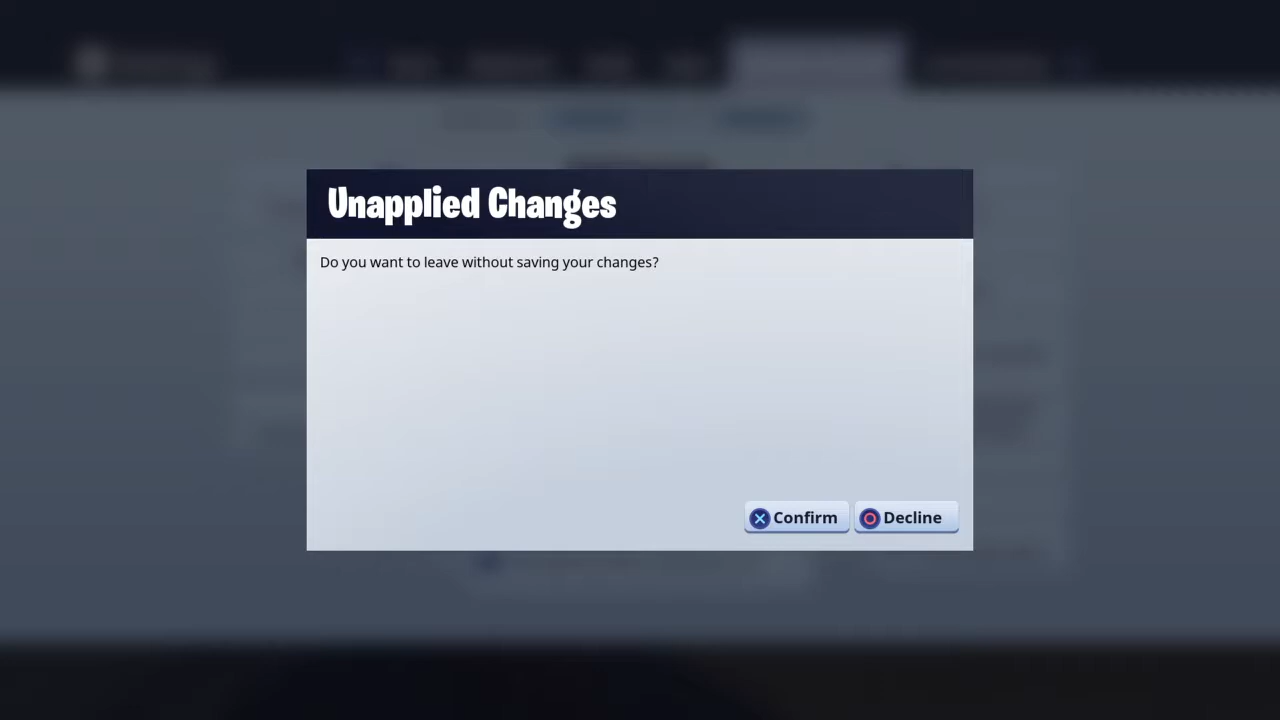 Unapplied Changes
Do you want to leave without saving your changes?
Confirm Decline